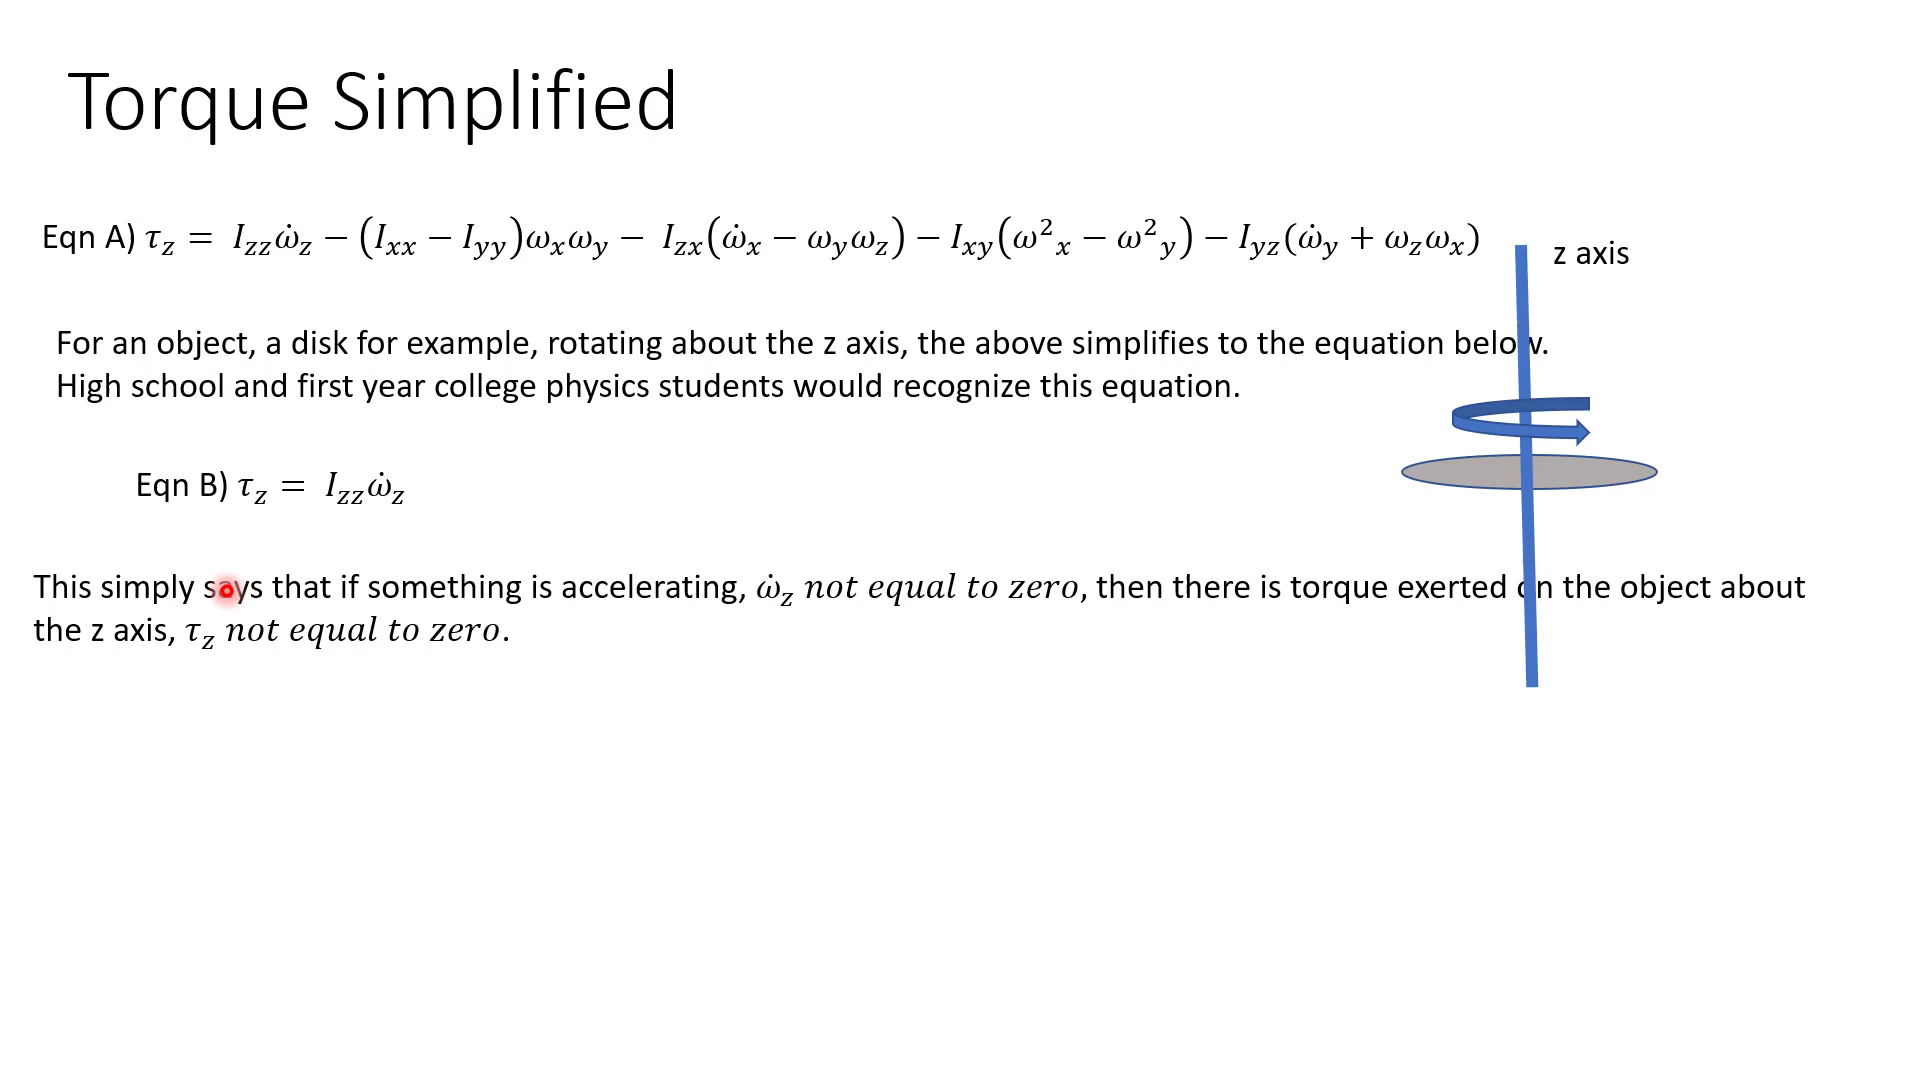 Torque Simplified
Eqn A) τ_z = I_zz ω̇_z − (I_xx − I_yy)ω_x ω_y − I_zx(ω̇_x − ω_y ω_z) − I_xy(ω²_x − ω²_y) − I_yz(ω̇_y + ω_z ω_x)
z axis
For an object, a disk for example, rotating about the z axis, the above simplifies to the equation below.
High school and first year college physics students would recognize this equation.
Eqn B) τ_z = I_zz ω̇_z
This simply says that if something is accelerating, ω̇_z not equal to zero, then there is torque exerted on the object about
the z axis, τ_z not equal to zero.